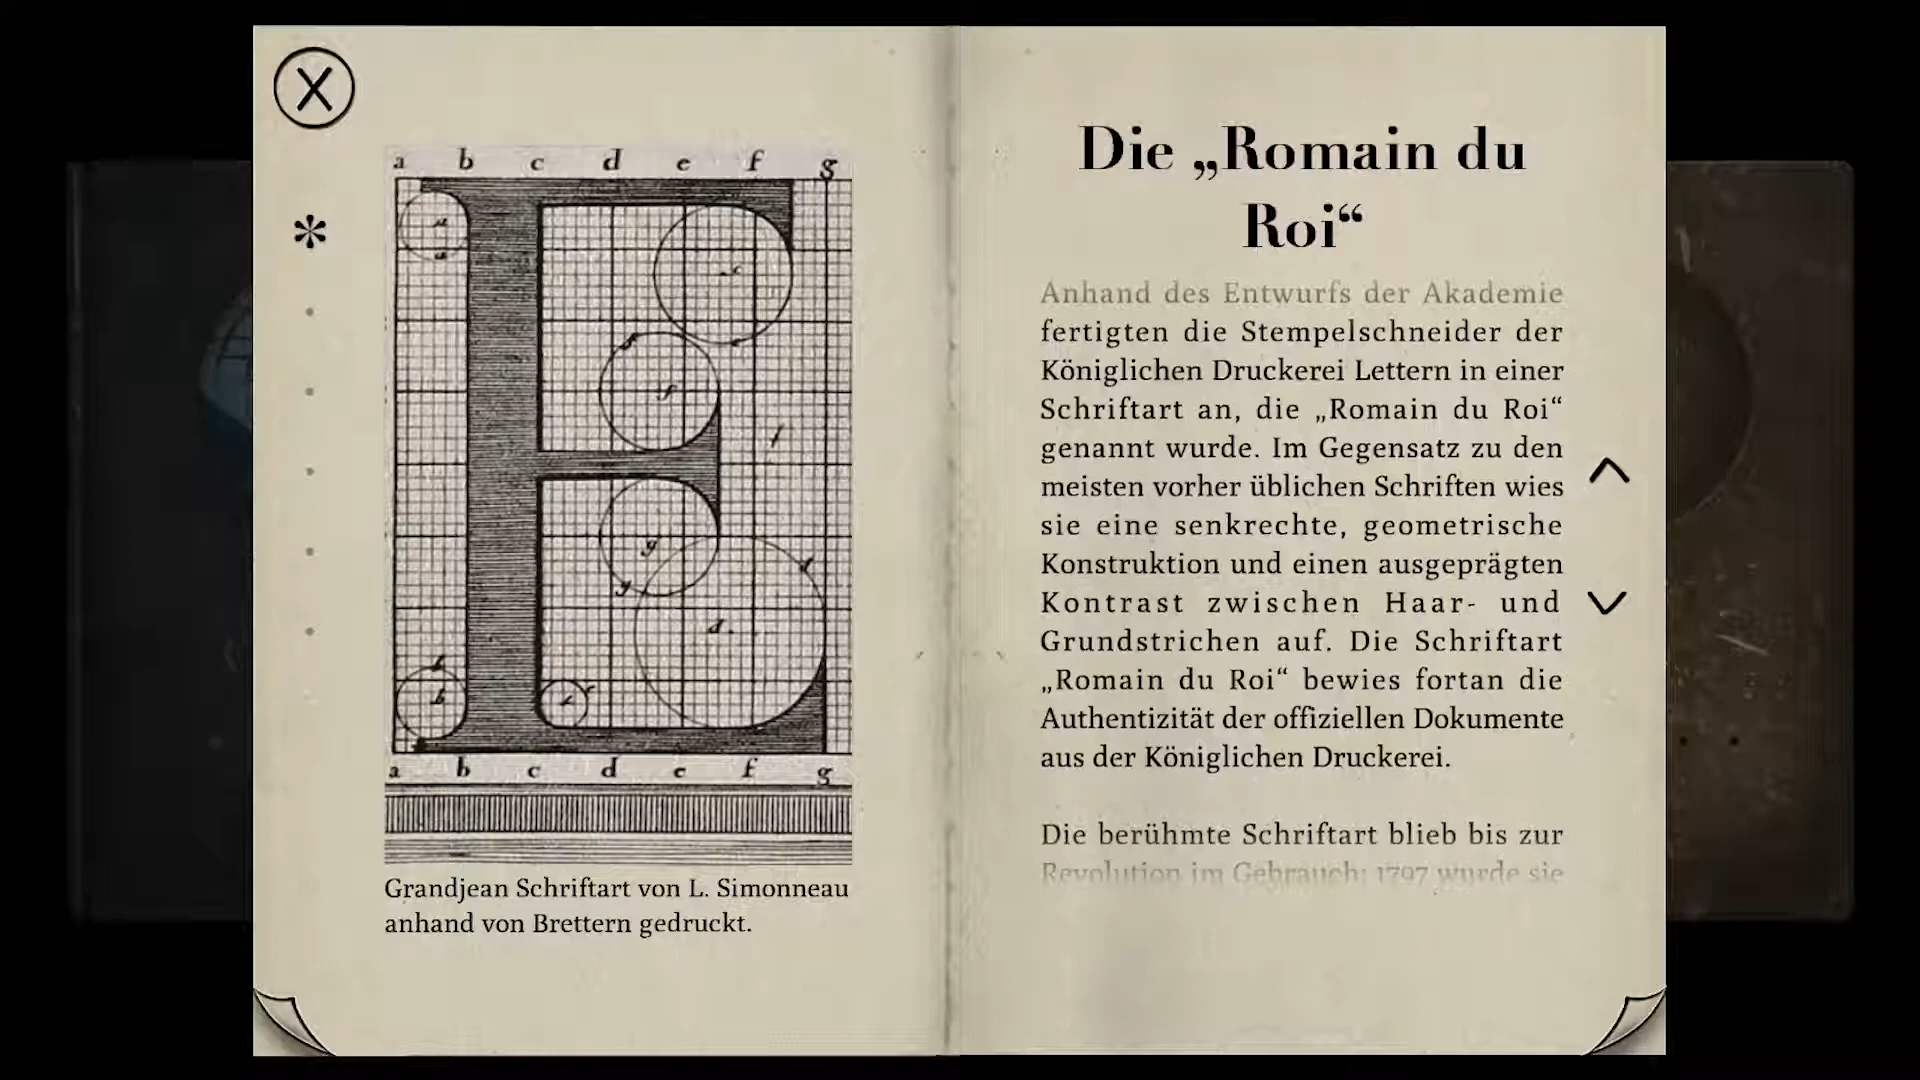 X
a b c d e f g
*
a b c d e f g
Grandjean Schriftart von L. Simonneau
anhand von Brettern gedruckt.
Die „Romain du
Roi“
Anhand des Entwurfs der Akademie
fertigten die Stempelschneider der
Königlichen Druckerei Lettern in einer
Schriftart an, die „Romain du Roi“
genannt wurde. Im Gegensatz zu den
meisten vorher üblichen Schriften wies
sie eine senkrechte, geometrische
Konstruktion und einen ausgeprägten
Kontrast zwischen Haar- und
Grundstrichen auf. Die Schriftart
„Romain du Roi“ bewies fortan die
Authentizität der offiziellen Dokumente
aus der Königlichen Druckerei.
Die berühmte Schriftart blieb bis zur
Revolution im Gebrauch; 1797 wurde sie